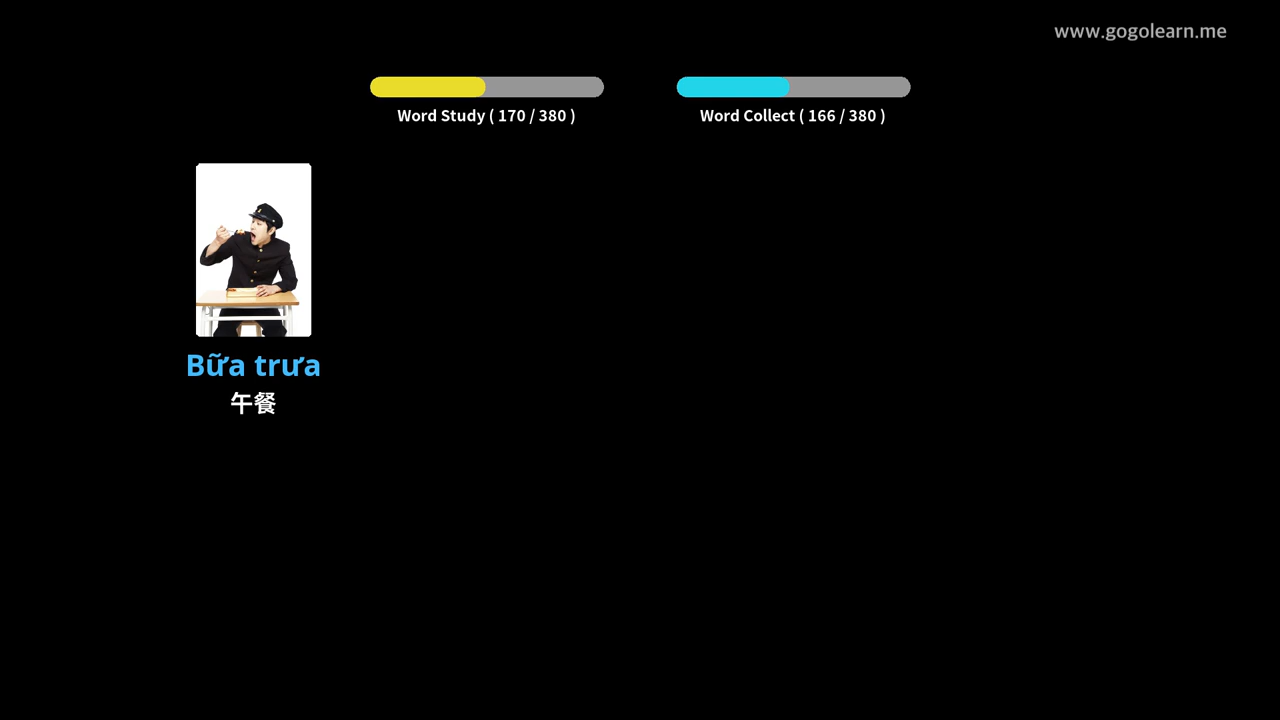 www.gogolearn.me
Word Study ( 170 / 380 )
Word Collect ( 166 / 380 )
Bữa trưa
午餐